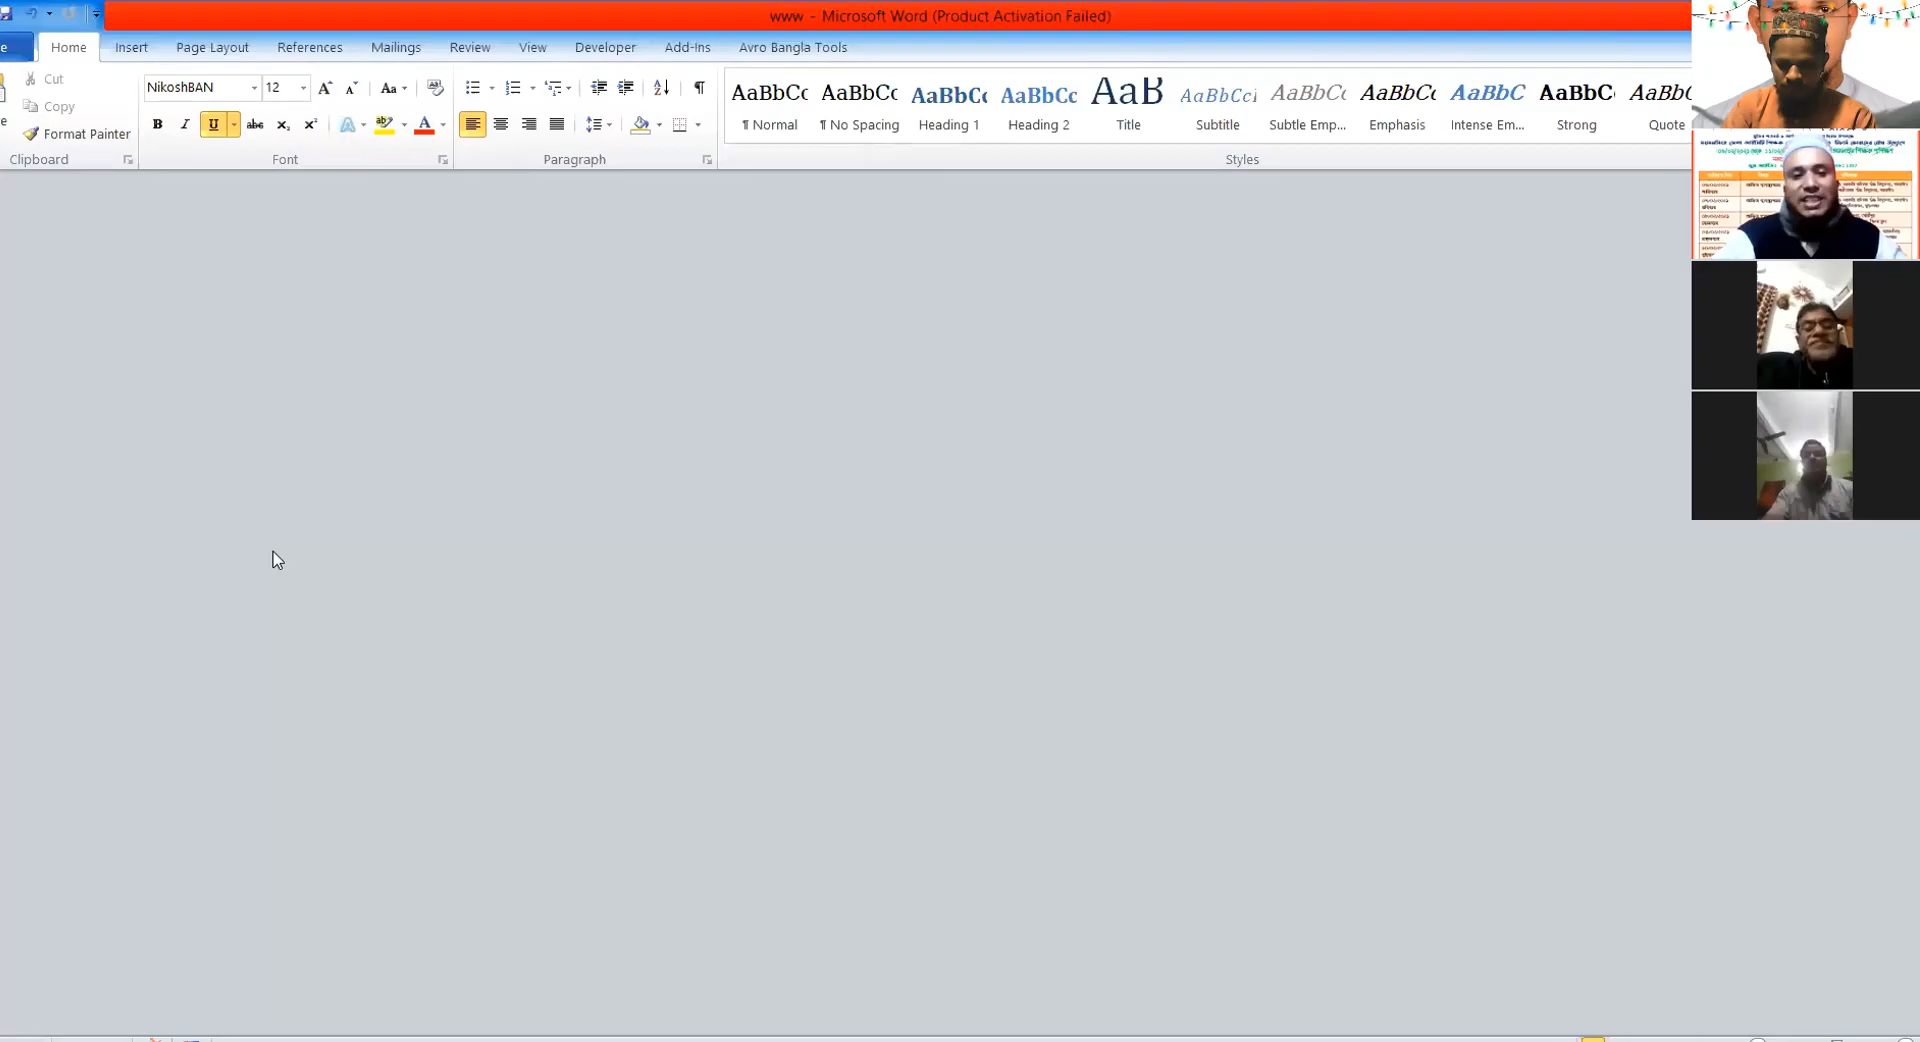 www - Microsoft Word (Product Activation Failed)
Home Insert Page Layout References Mailings Review View Developer Add-Ins Avro Bangla Tools
Cut
Copy
Format Painter
Clipboard
NikoshBAN 12
Font
Paragraph
AaBbCc AaBbCc AaBbCc AaBbCc AaB AaBbCcI AaBbCc AaBbCc AaBbC AaBbC AaBbC
¶ Normal ¶ No Spacing Heading 1 Heading 2 Title Subtitle Subtle Emp... Emphasis Intense Em... Strong Quote
Styles